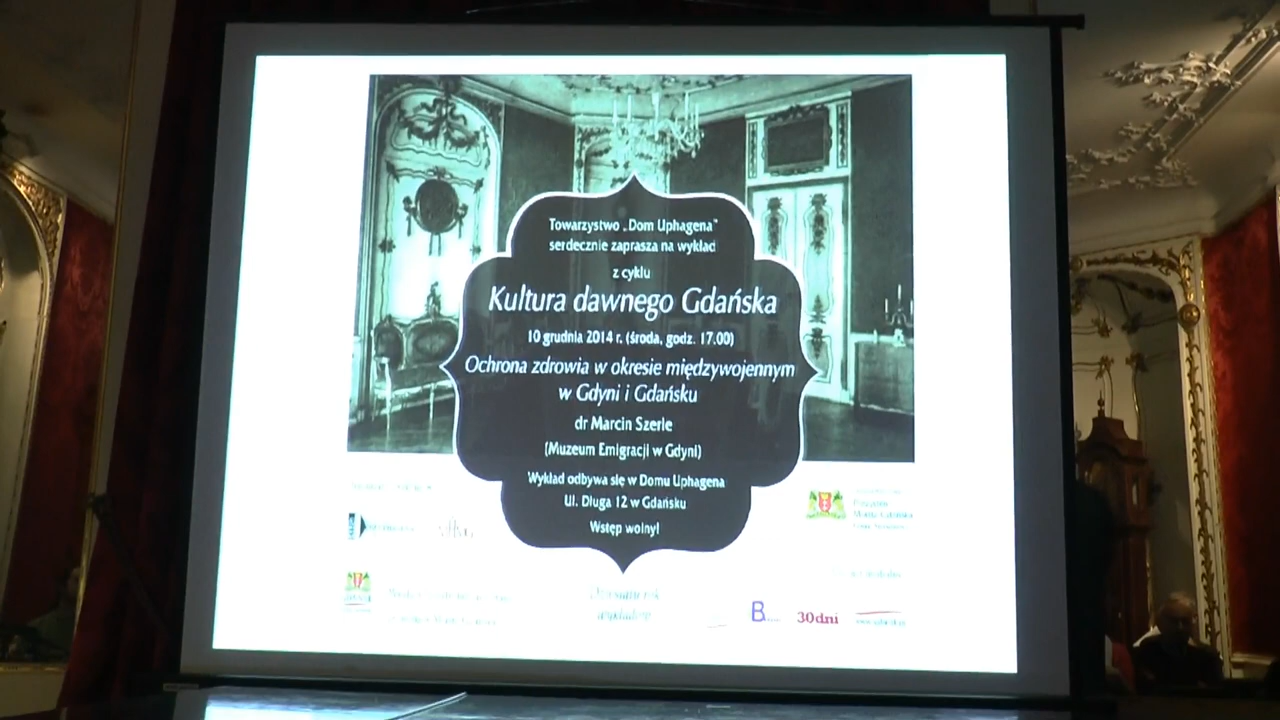 Towarzystwo „Dom Uphagena”
serdecznie zaprasza na wykład
z cyklu
Kultura dawnego Gdańska
10 grudnia 2014 r. (środa, godz. 17.00)
Ochrona zdrowia w okresie międzywojennym
w Gdyni i Gdańsku
dr Marcin Szerle
(Muzeum Emigracji w Gdyni)
Wykład odbywa się w Domu Uphagena
Ul. Długa 12 w Gdańsku
Wstęp wolny!
30dni